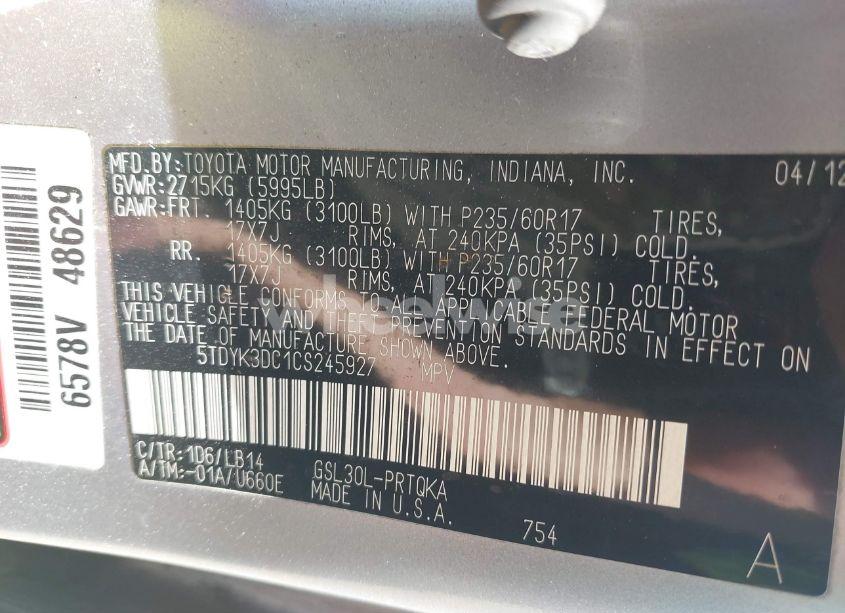 MFD.BY:TOYOTA MOTOR MANUFACTURING, INDIANA, INC. 04/12
GVWR:2715KG (5995LB)
GAWR:FRT. 1405KG (3100LB) WITH P235/60R17 TIRES,
17X7J RIMS, AT 240KPA (35PSI) COLD.
RR. 1405KG (3100LB) WITH P235/60R17 TIRES,
17X7J RIMS, AT 240KPA (35PSI) COLD.
THIS VEHICLE CONFORMS TO ALL APPLICABLE FEDERAL MOTOR
VEHICLE SAFETY AND THEFT PREVENTION STANDARDS IN EFFECT ON
THE DATE OF MANUFACTURE SHOWN ABOVE.
5TDYK3DC1CS245927 MPV
C/TR:1D6/LB14
A/TM:-01A/U660E
GSL30L-PRTQKA
MADE IN U.S.A.
754
A
6578V 48629
wheelwise